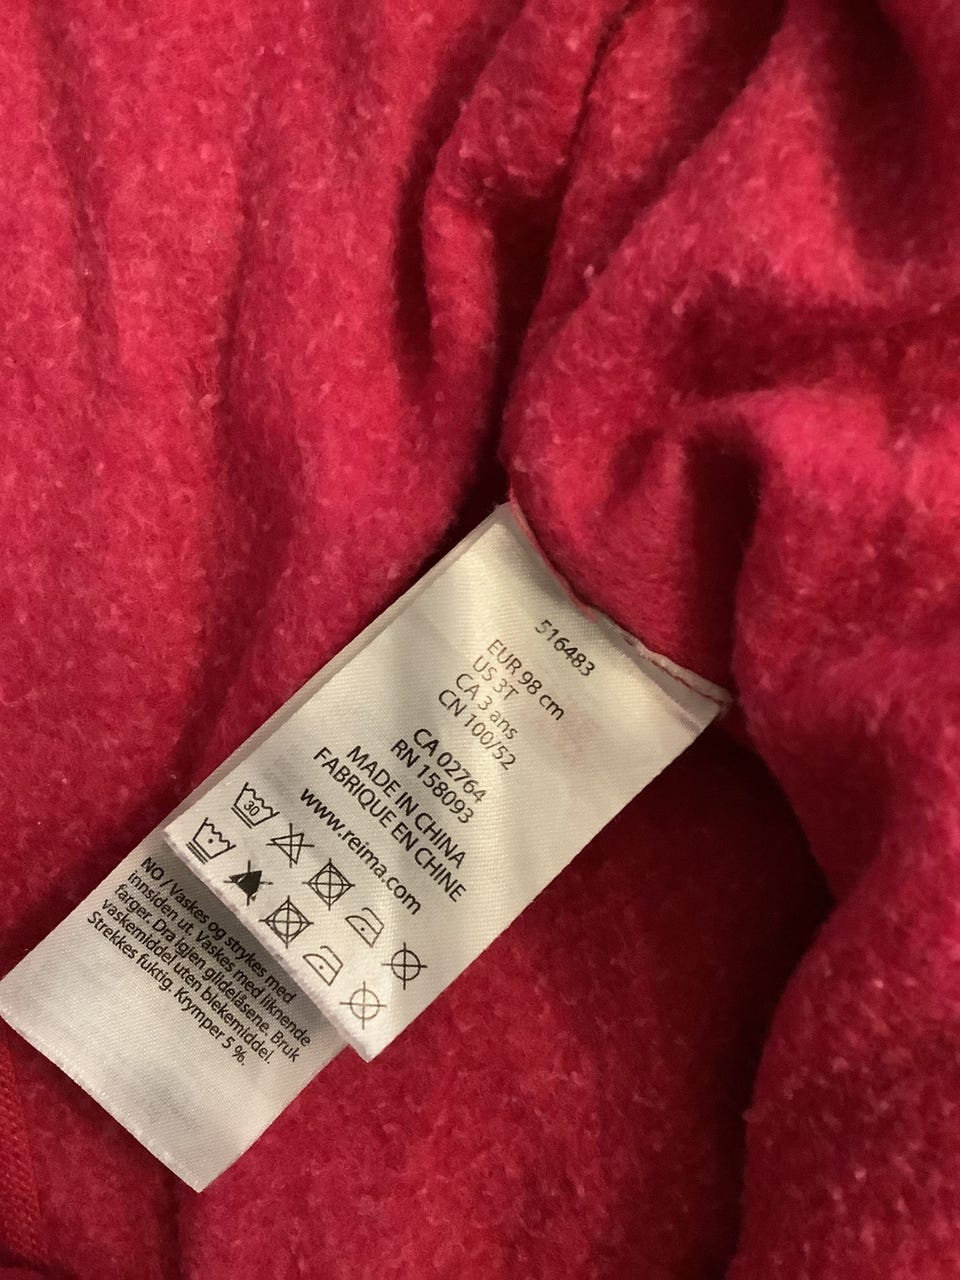 516483
EUR 98 cm
US 3T
CA 3 ans
CN 100/52
CA 02764
RN 158093
MADE IN CHINA
FABRIQUE EN CHINE
www.reima.com
30
NO / Vaskes og strykes med
innsiden ut. Vaskes med liknende
farger. Dra igjen glidelåsene. Bruk
vaskemiddel uten blekemiddel.
Strekkes fuktig. Krymper 5 %.